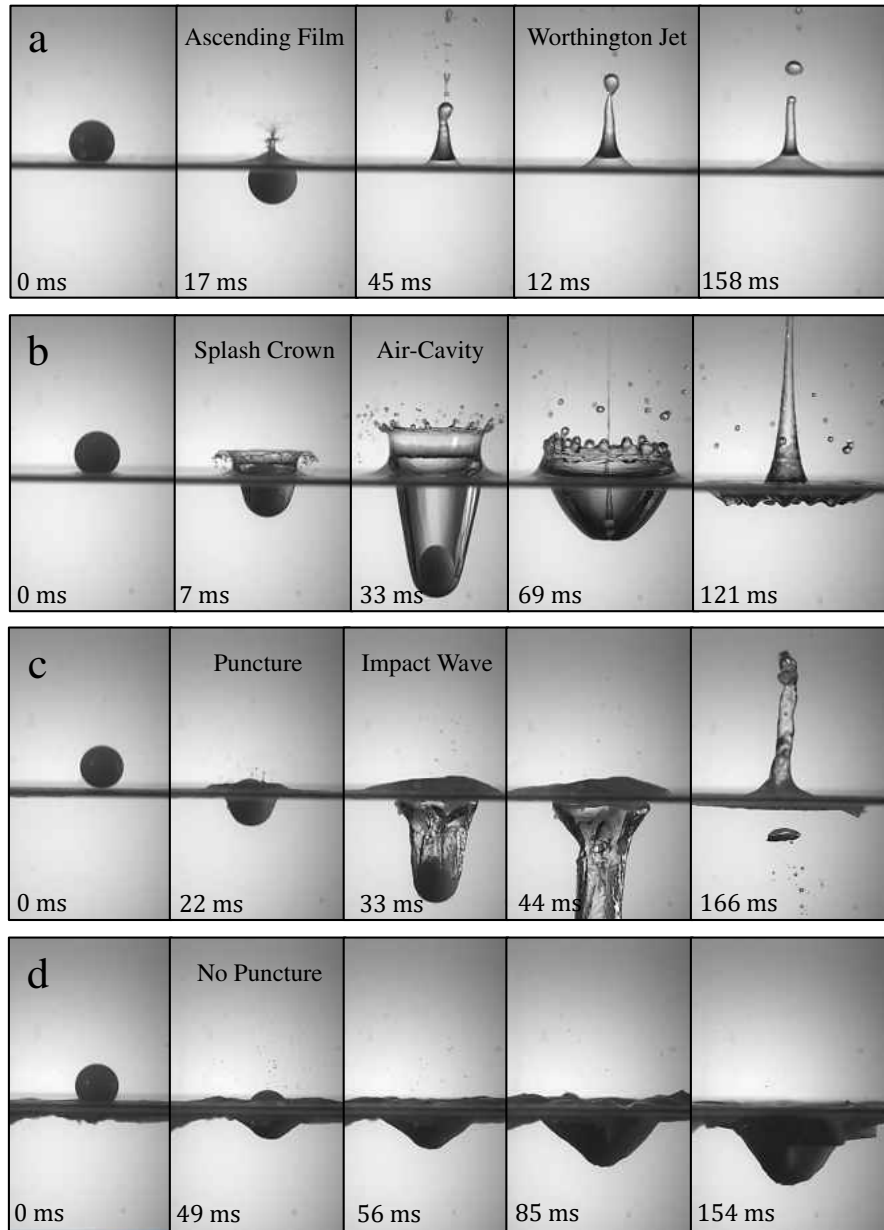 a Ascending Film Worthington Jet
0 ms 17 ms 45 ms 12 ms 158 ms
b Splash Crown Air-Cavity
0 ms 7 ms 33 ms 69 ms 121 ms
c Puncture Impact Wave
0 ms 22 ms 33 ms 44 ms 166 ms
d No Puncture
0 ms 49 ms 56 ms 85 ms 154 ms